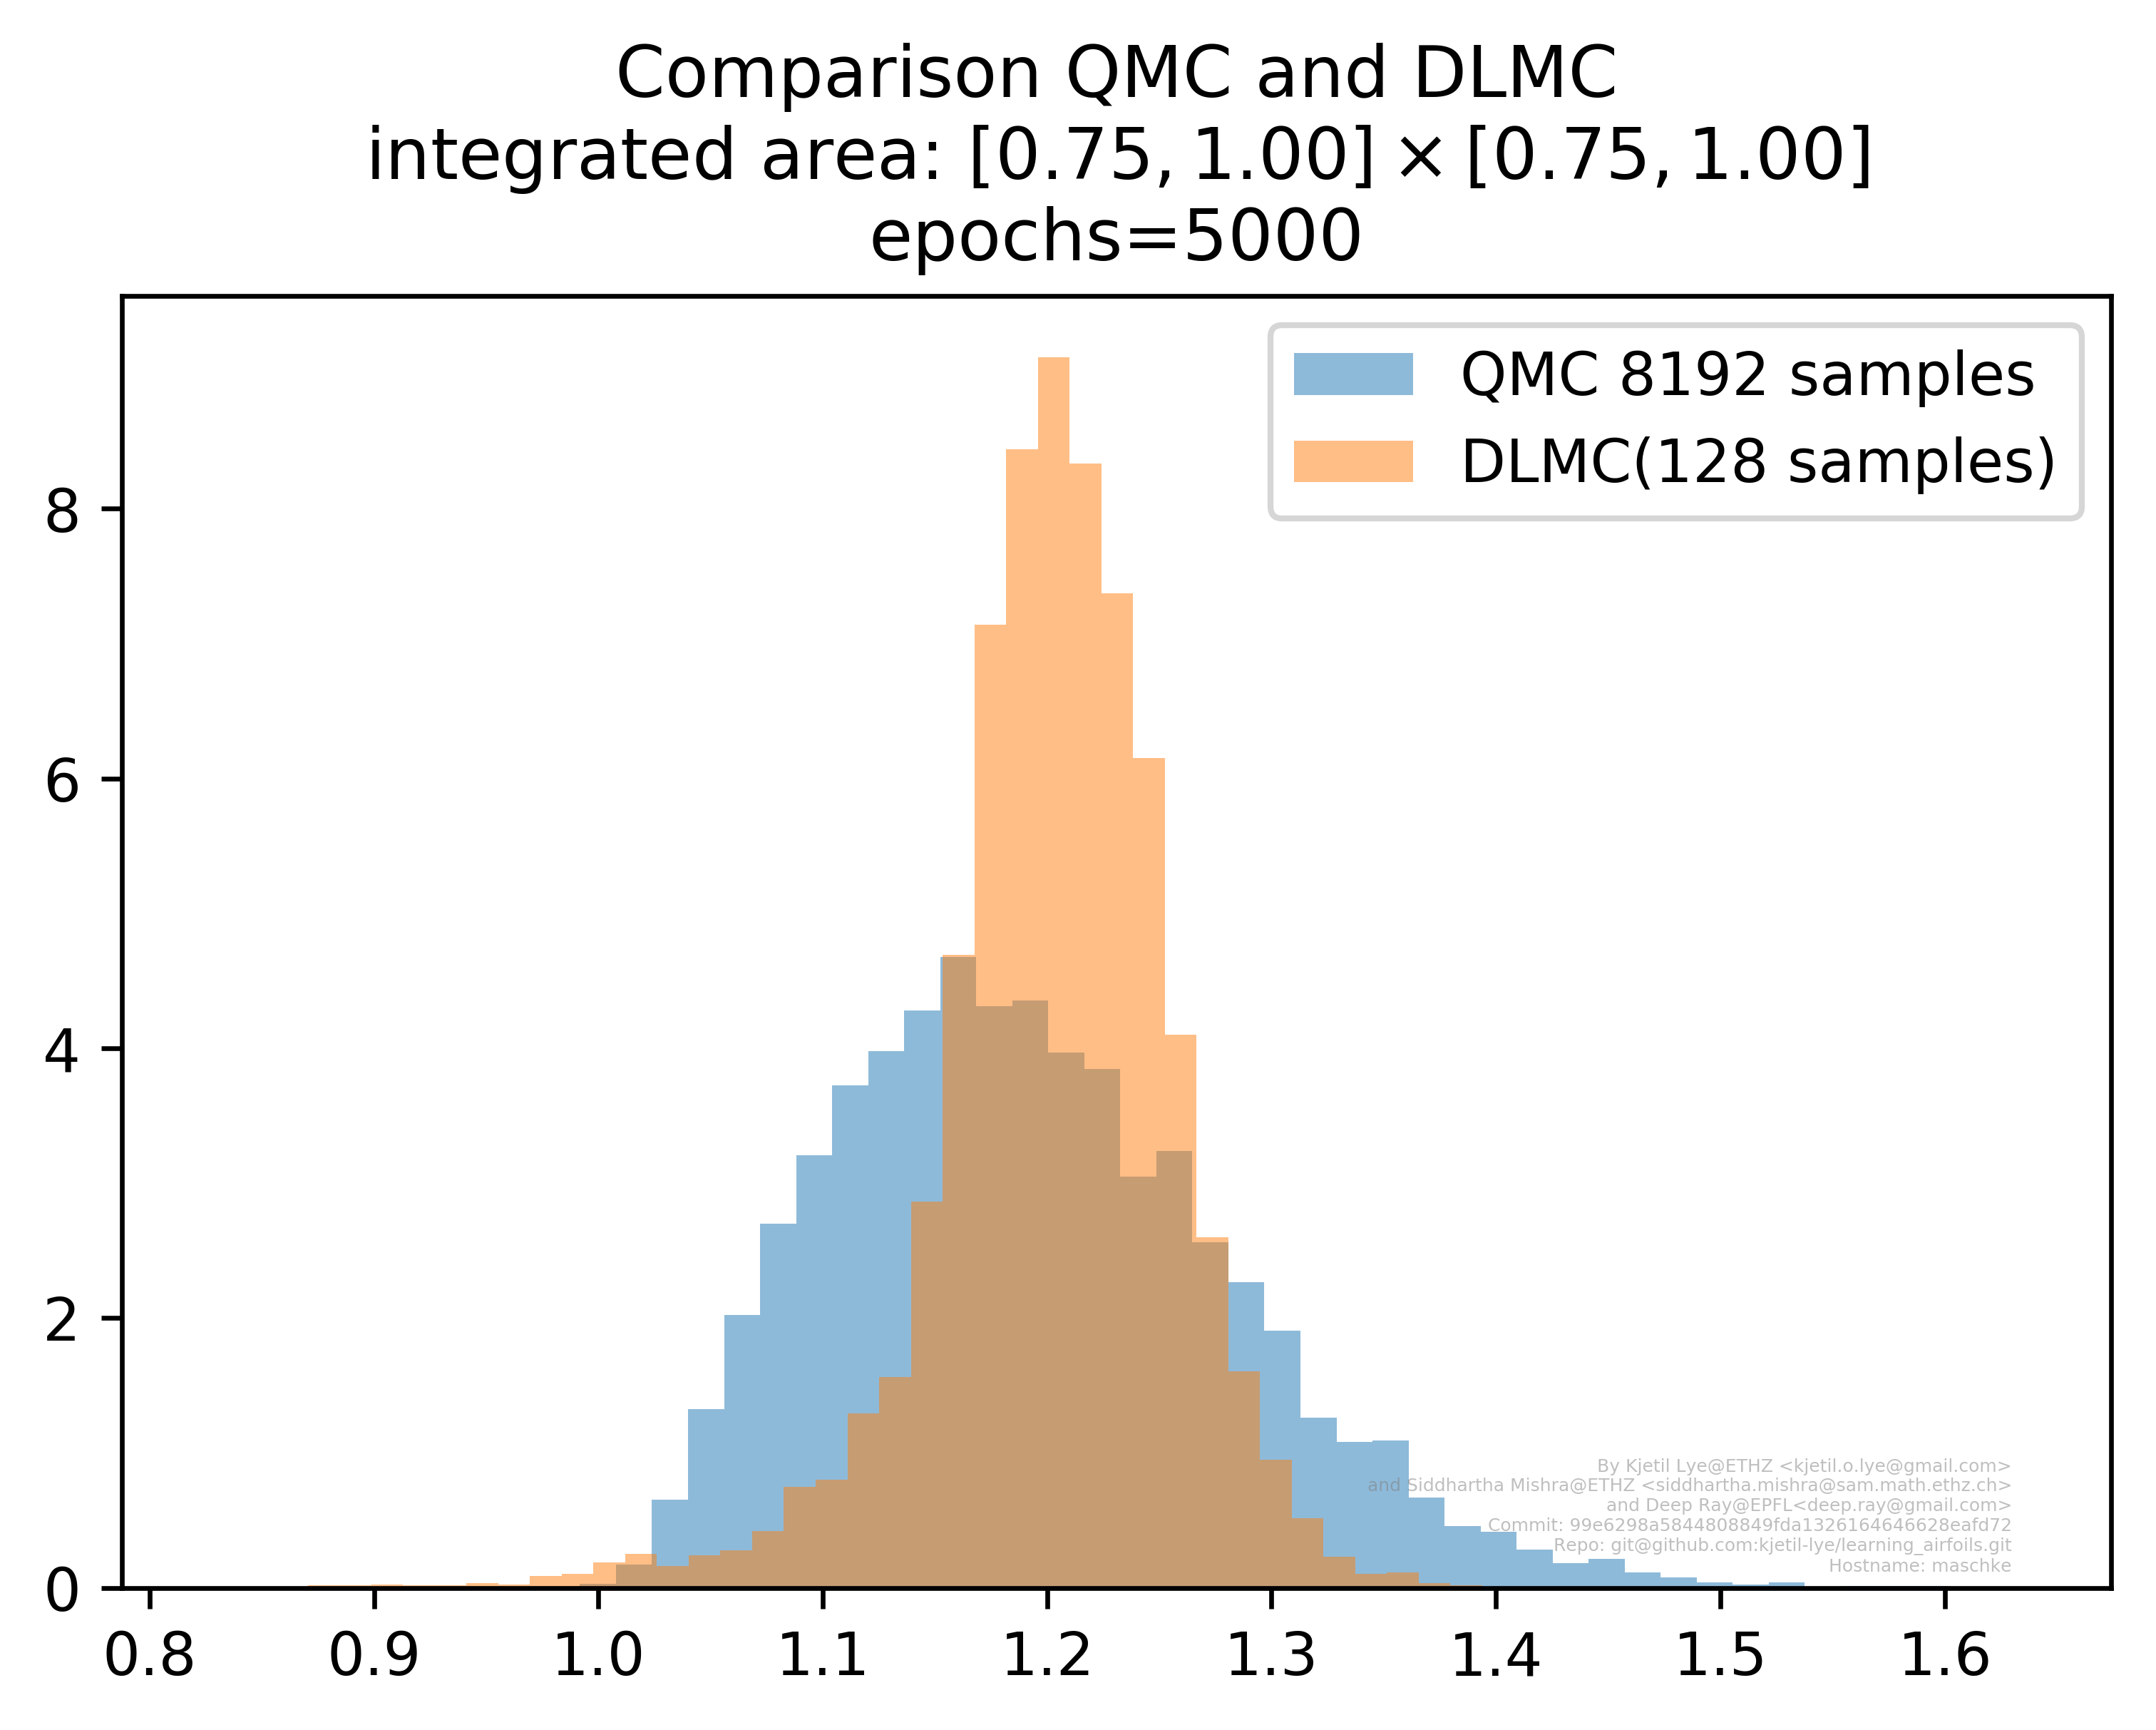 Comparison QMC and DLMC
integrated area: [0.75, 1.00] × [0.75, 1.00]
epochs=5000
QMC 8192 samples
DLMC(128 samples)
8
6
4
2
0
0.8 0.9 1.0 1.1 1.2 1.3 1.4 1.5 1.6
By Kjetil Lye@ETHZ <kjetil.o.lye@gmail.com>
and Siddhartha Mishra@ETHZ <siddhartha.mishra@sam.math.ethz.ch>
and Deep Ray@EPFL<deep.ray@gmail.com>
Commit: 99e6298a5844808849fda1326164646628eafd72
Repo: git@github.com:kjetil-lye/learning_airfoils.git
Hostname: maschke